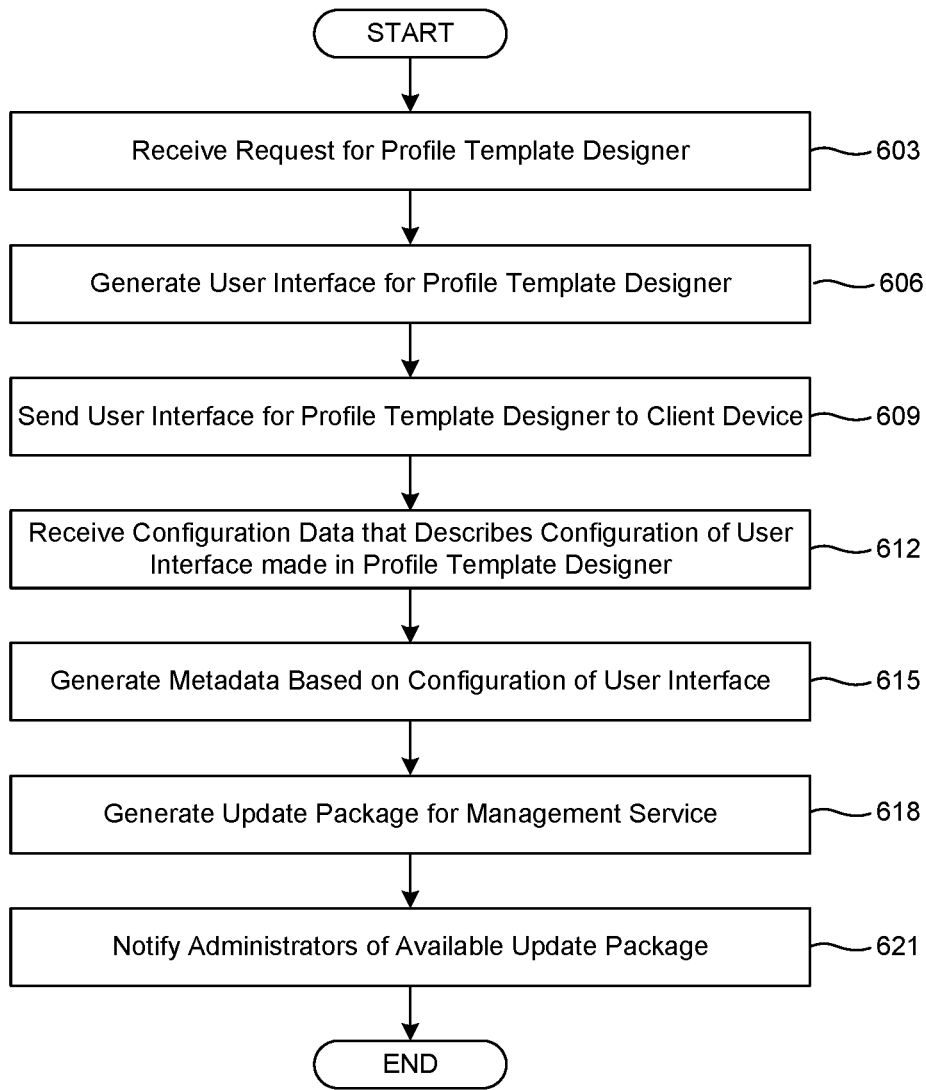 START
Receive Request for Profile Template Designer
603
Generate User Interface for Profile Template Designer
606
Send User Interface for Profile Template Designer to Client Device
609
Receive Configuration Data that Describes Configuration of User
Interface made in Profile Template Designer
612
Generate Metadata Based on Configuration of User Interface
615
Generate Update Package for Management Service
618
Notify Administrators of Available Update Package
621
END